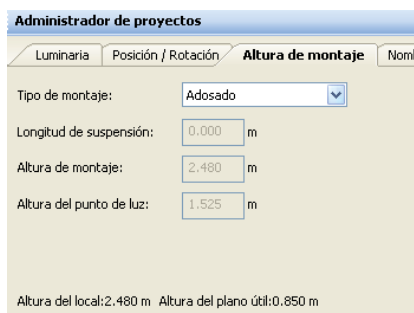 Administrador de proyectos
Luminaria Posición / Rotación Altura de montaje Noml
Tipo de montaje: Adosado
Longitud de suspensión: 0.000 m
Altura de montaje: 2.480 m
Altura del punto de luz: 1.525 m
Altura del local:2.480 m Altura del plano útil:0.850 m